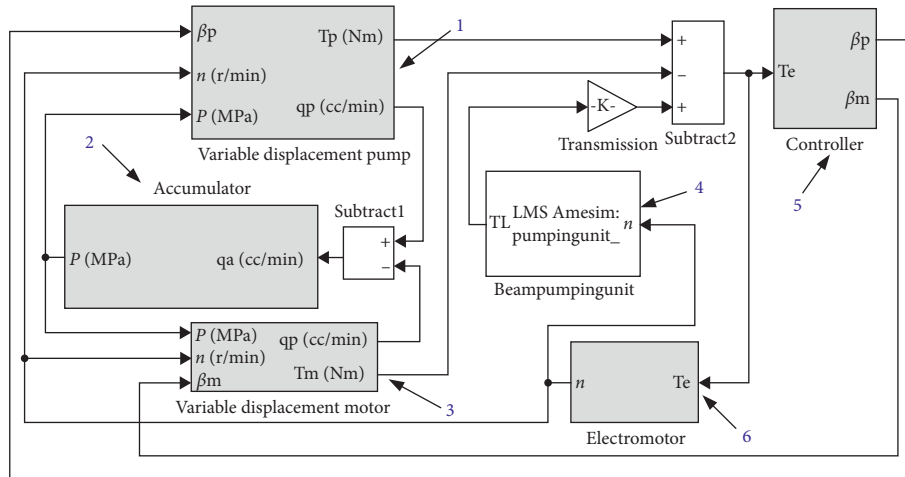 βp
n (r/min)
P (MPa)
Tp (Nm)
qp (cc/min)
Variable displacement pump
1
2
Accumulator
P (MPa)
qa (cc/min)
Subtract1
+
−
P (MPa)
n (r/min)
βm
qp (cc/min)
Tm (Nm)
Variable displacement motor
3
-K-
Transmission
+
−
+
Subtract2
TL
LMS Amesim:
pumpingunit_
n
Beampumpingunit
4
Te
βp
βm
Controller
5
n
Te
Electromotor
6